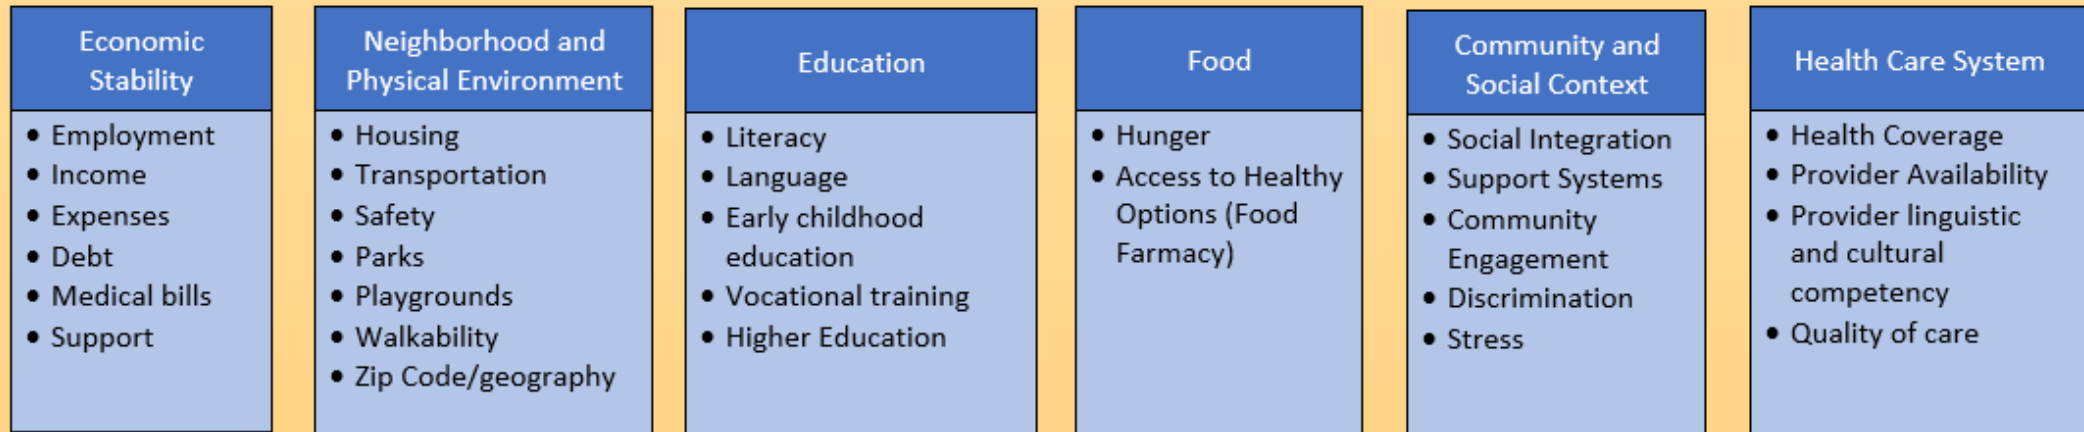 Economic
Stability
• Employment
• Income
• Expenses
• Debt
• Medical bills
• Support
Neighborhood and
Physical Environment
• Housing
• Transportation
• Safety
• Parks
• Playgrounds
• Walkability
• Zip Code/geography
Education
• Literacy
• Language
• Early childhood
education
• Vocational training
• Higher Education
Food
• Hunger
• Access to Healthy
Options (Food
Farmacy)
Community and
Social Context
• Social Integration
• Support Systems
• Community
Engagement
• Discrimination
• Stress
Health Care System
• Health Coverage
• Provider Availability
• Provider linguistic
and cultural
competency
• Quality of care